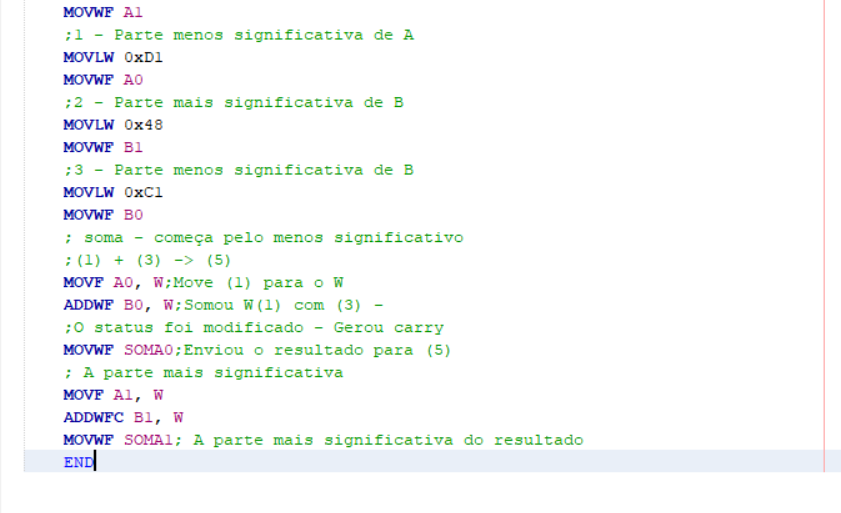 MOVWF A1
;1 - Parte menos significativa de A
MOVLW 0xD1
MOVWF A0
;2 - Parte mais significativa de B
MOVLW 0x48
MOVWF B1
;3 - Parte menos significativa de B
MOVLW 0xC1
MOVWF B0
; soma - começa pelo menos significativo
;(1) + (3) -> (5)
MOVF A0, W;Move (1) para o W
ADDWF B0, W;Somou W(1) com (3) -
;O status foi modificado - Gerou carry
MOVWF SOMA0;Enviou o resultado para (5)
; A parte mais significativa
MOVF A1, W
ADDWFC B1, W
MOVWF SOMA1; A parte mais significativa do resultado
END